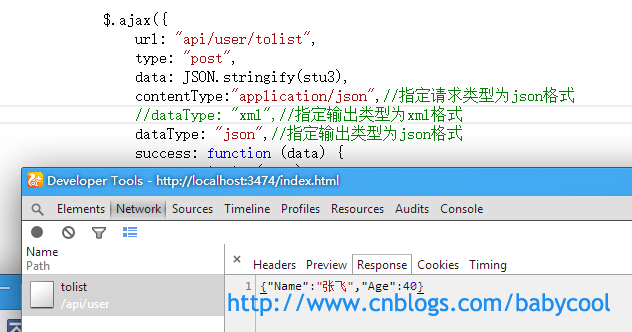 $.ajax({
url: "api/user/tolist",
type: "post",
data: JSON.stringify(stu3),
contentType:"application/json",//指定请求类型为json格式
//dataType: "xml",//指定输出类型为xml格式
dataType: "json",//指定输出类型为json格式
success: function (data) {
Developer Tools - http://localhost:3474/index.html
Elements Network Sources Timeline Profiles Resources Audits Console
Name
Path
× Headers Preview Response Cookies Timing
tolist
/api/user
1 {"Name":"张飞","Age":40}
http://www.cnblogs.com/babycool